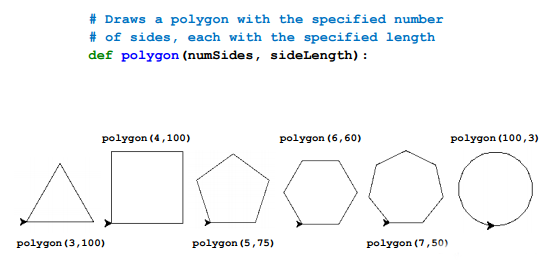 # Draws a polygon with the specified number
# of sides, each with the specified length
def polygon(numSides, sideLength):
polygon(4,100)
polygon(6,60)
polygon(100,3)
polygon(3,100)
polygon(5,75)
polygon(7,50)